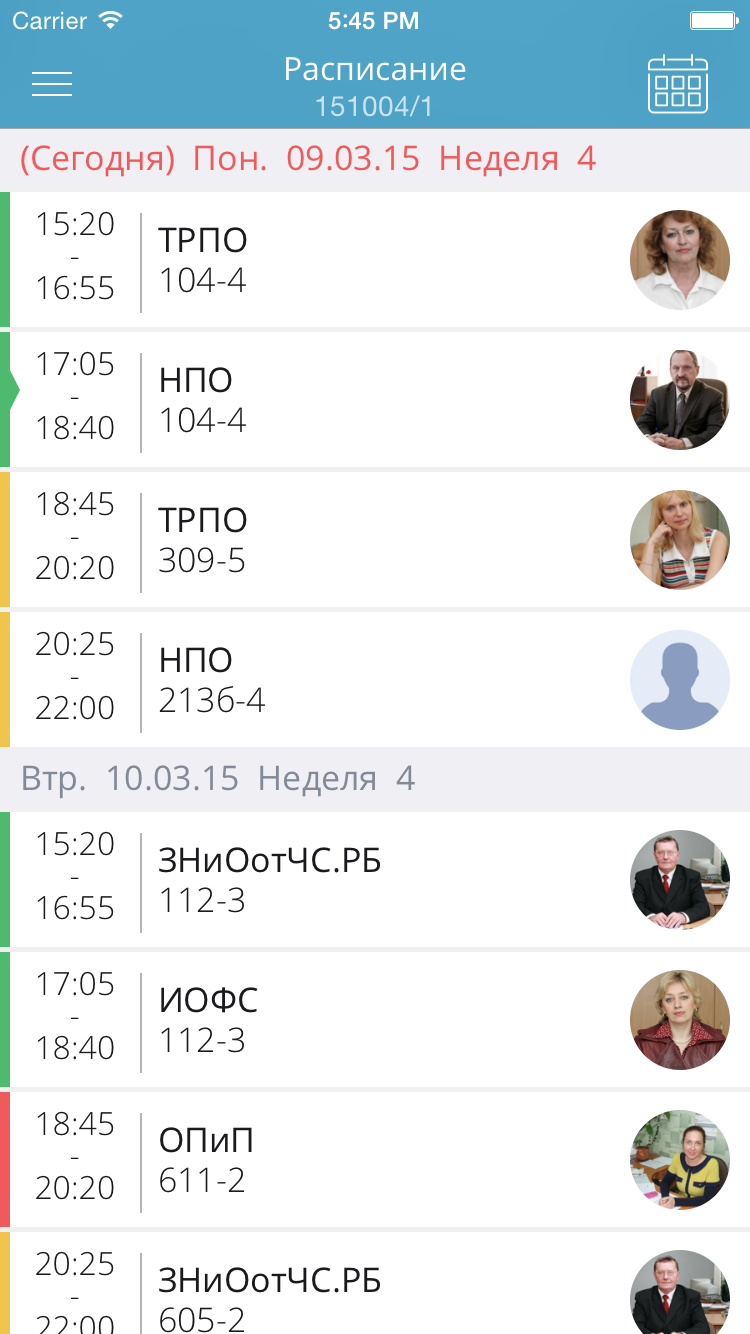 Carrier 5:45 PM
Расписание
151004/1
(Сегодня) Пон. 09.03.15 Неделя 4
15:20
-
16:55
ТРПО
104-4
17:05
-
18:40
НПО
104-4
18:45
-
20:20
ТРПО
309-5
20:25
-
22:00
НПО
213б-4
Втр. 10.03.15 Неделя 4
15:20
-
16:55
ЗНиОотЧС.РБ
112-3
17:05
-
18:40
ИОФС
112-3
18:45
-
20:20
ОПиП
611-2
20:25
-
22:00
ЗНиОотЧС.РБ
605-2